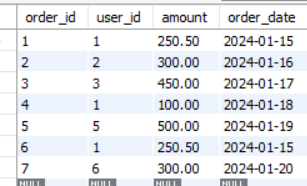 order_id user_id amount order_date
1 1 250.50 2024-01-15
2 2 300.00 2024-01-16
3 3 450.00 2024-01-17
4 1 100.00 2024-01-18
5 5 500.00 2024-01-19
6 1 250.50 2024-01-15
7 6 300.00 2024-01-20
NULL NULL NULL NULL